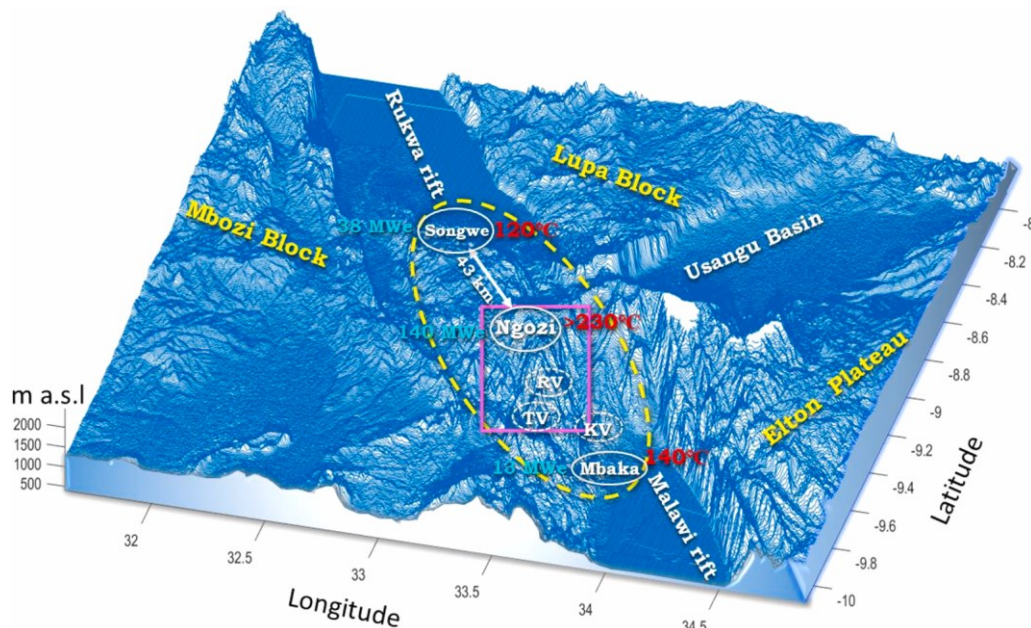 Rukwa rift
Lupa Block
Mbozi Block
38 MWe
Songwe
120°C
Usangu Basin
43 km
140 MWe
Ngozi
>230°C
RV
TV
KV
Elton Plateau
13 MWe
Mbaka
140°C
Malawi rift
m a.s.l
2000
1500
1000
500
32
32.5
33
33.5
34
34.5
Longitude
-8
-8.2
-8.4
-8.6
-8.8
-9
-9.2
-9.4
-9.6
-9.8
-10
Latitude